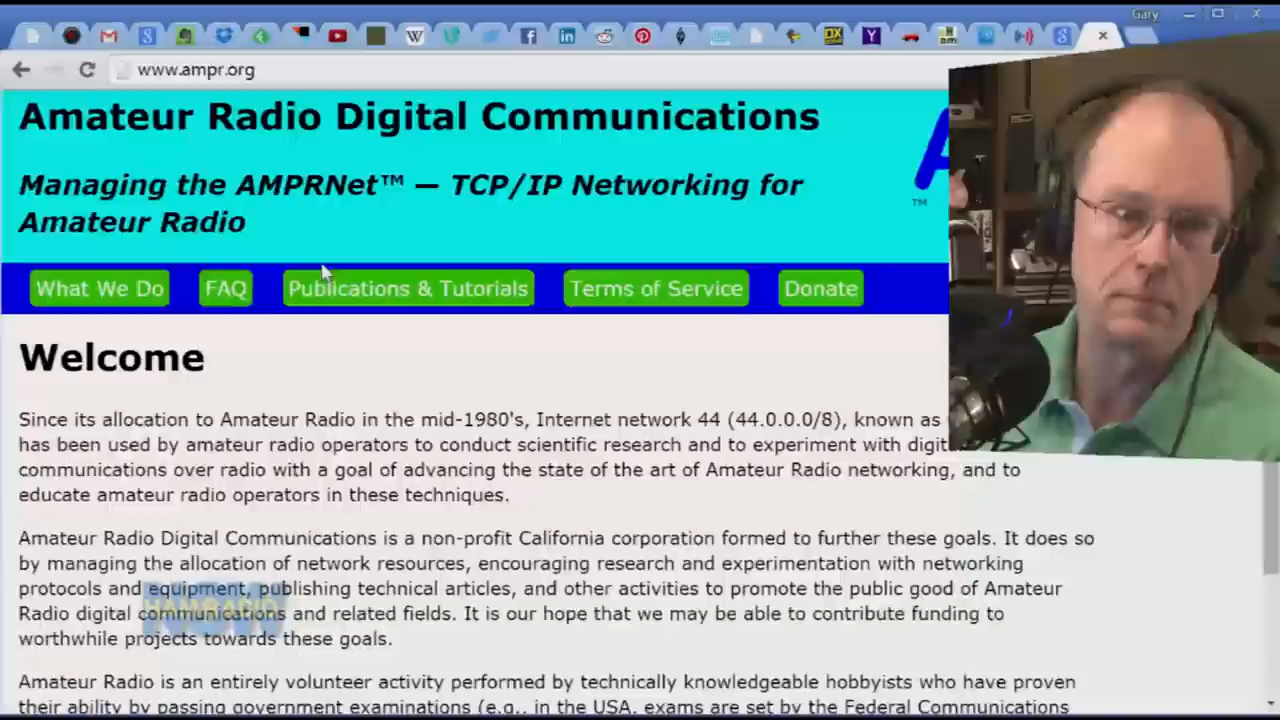 Gary
www.ampr.org
Amateur Radio Digital Communications
Managing the AMPRNet™ — TCP/IP Networking for
Amateur Radio
™
What We Do
FAQ
Publications & Tutorials
Terms of Service
Donate
Welcome
Since its allocation to Amateur Radio in the mid-1980's, Internet network 44 (44.0.0.0/8), known as
has been used by amateur radio operators to conduct scientific research and to experiment with digit
communications over radio with a goal of advancing the state of the art of Amateur Radio networking, and to
educate amateur radio operators in these techniques.
Amateur Radio Digital Communications is a non-profit California corporation formed to further these goals. It does so
by managing the allocation of network resources, encouraging research and experimentation with networking
protocols and equipment, publishing technical articles, and other activities to promote the public good of Amateur
Radio digital communications and related fields. It is our hope that we may be able to contribute funding to
worthwhile projects towards these goals.
HAMRADIO
NOW
Amateur Radio is an entirely volunteer activity performed by technically knowledgeable hobbyists who have proven
their ability by passing government examinations (e.g., in the USA, exams are set by the Federal Communications